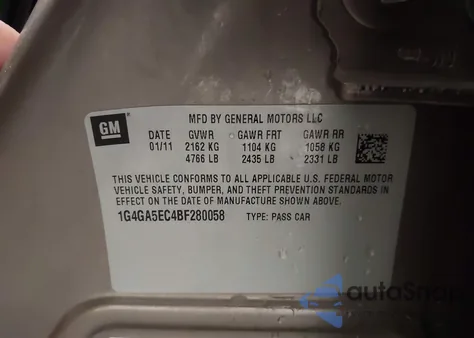 GM
MFD BY GENERAL MOTORS LLC
DATE GVWR GAWR FRT GAWR RR
01/11 2162 KG 1104 KG 1058 KG
4766 LB 2435 LB 2331 LB
THIS VEHICLE CONFORMS TO ALL APPLICABLE U.S. FEDERAL MOTOR
VEHICLE SAFETY, BUMPER, AND THEFT PREVENTION STANDARDS IN
EFFECT ON THE DATE OF MANUFACTURE SHOWN ABOVE.
1G4GA5EC4BF280058 TYPE: PASS CAR
autoSnap